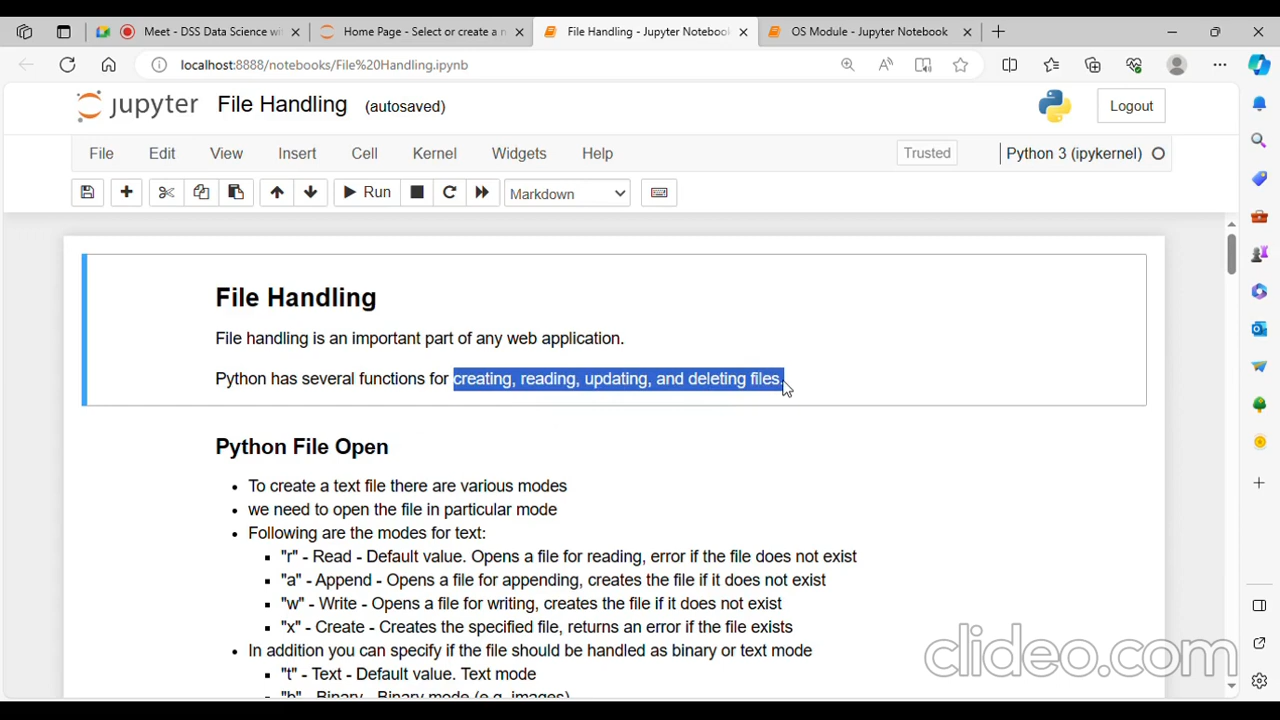 Meet - DSS Data Science wi
Home Page - Select or create a n
File Handling - Jupyter Notebook
OS Module - Jupyter Notebook
localhost:8888/notebooks/File%20Handling.ipynb
jupyter File Handling (autosaved)
Logout
File Edit View Insert Cell Kernel Widgets Help
Trusted
Python 3 (ipykernel)
Run
Markdown
File Handling
File handling is an important part of any web application.
Python has several functions for creating, reading, updating, and deleting files.
Python File Open
To create a text file there are various modes
we need to open the file in particular mode
Following are the modes for text:
"r" - Read - Default value. Opens a file for reading, error if the file does not exist
"a" - Append - Opens a file for appending, creates the file if it does not exist
"w" - Write - Opens a file for writing, creates the file if it does not exist
"x" - Create - Creates the specified file, returns an error if the file exists
In addition you can specify if the file should be handled as binary or text mode
"t" - Text - Default value. Text mode
"b" - Binary - Binary mode (e.g. images)
clideo.com